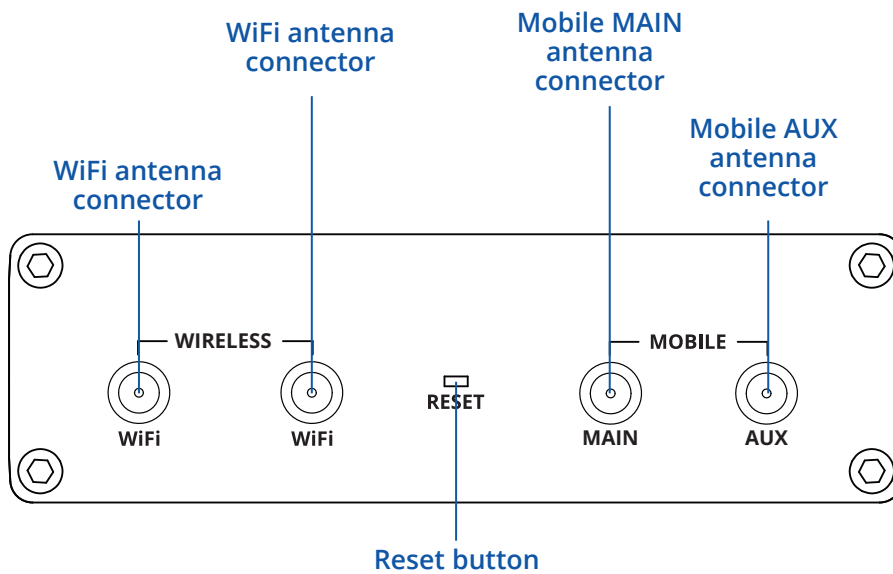 WiFi antenna
connector
Mobile MAIN
antenna
connector
WiFi antenna
connector
Mobile AUX
antenna
connector
WIRELESS
MOBILE
RESET
WiFi
WiFi
MAIN
AUX
Reset button